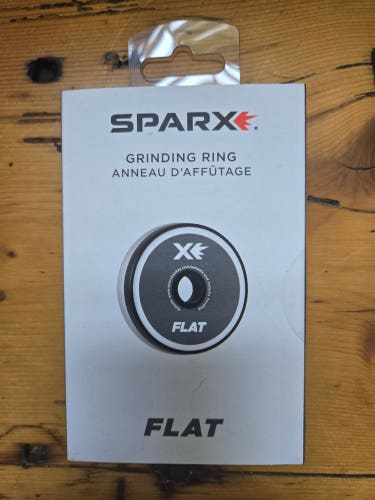 SPARX®
GRINDING RING
ANNEAU D'AFFÛTAGE
X
FLAT
FLAT